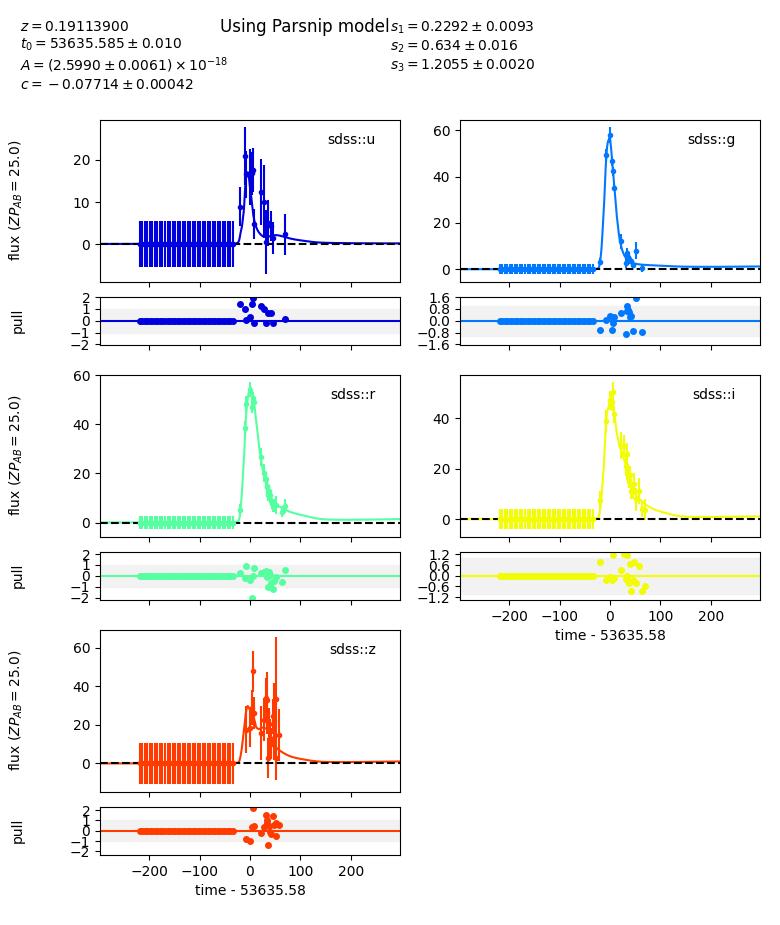 Using Parsnip model
z = 0.19113900
t₀ = 53635.585 ± 0.010
A = (2.5990 ± 0.0061) × 10⁻¹⁸
c = −0.07714 ± 0.00042
s₁ = 0.2292 ± 0.0093
s₂ = 0.634 ± 0.016
s₃ = 1.2055 ± 0.0020
sdss::u
flux (ZP_AB = 25.0)
20
10
0
pull
2
1
0
−1
−2
sdss::g
60
40
20
0
1.6
0.8
0.0
−0.8
−1.6
sdss::r
flux (ZP_AB = 25.0)
60
40
20
0
pull
2
1
0
−1
−2
sdss::i
40
20
0
1.2
0.6
0.0
−0.6
−1.2
−200 −100 0 100 200
time - 53635.58
sdss::z
flux (ZP_AB = 25.0)
60
40
20
0
pull
2
1
0
−1
−2
−200 −100 0 100 200
time - 53635.58